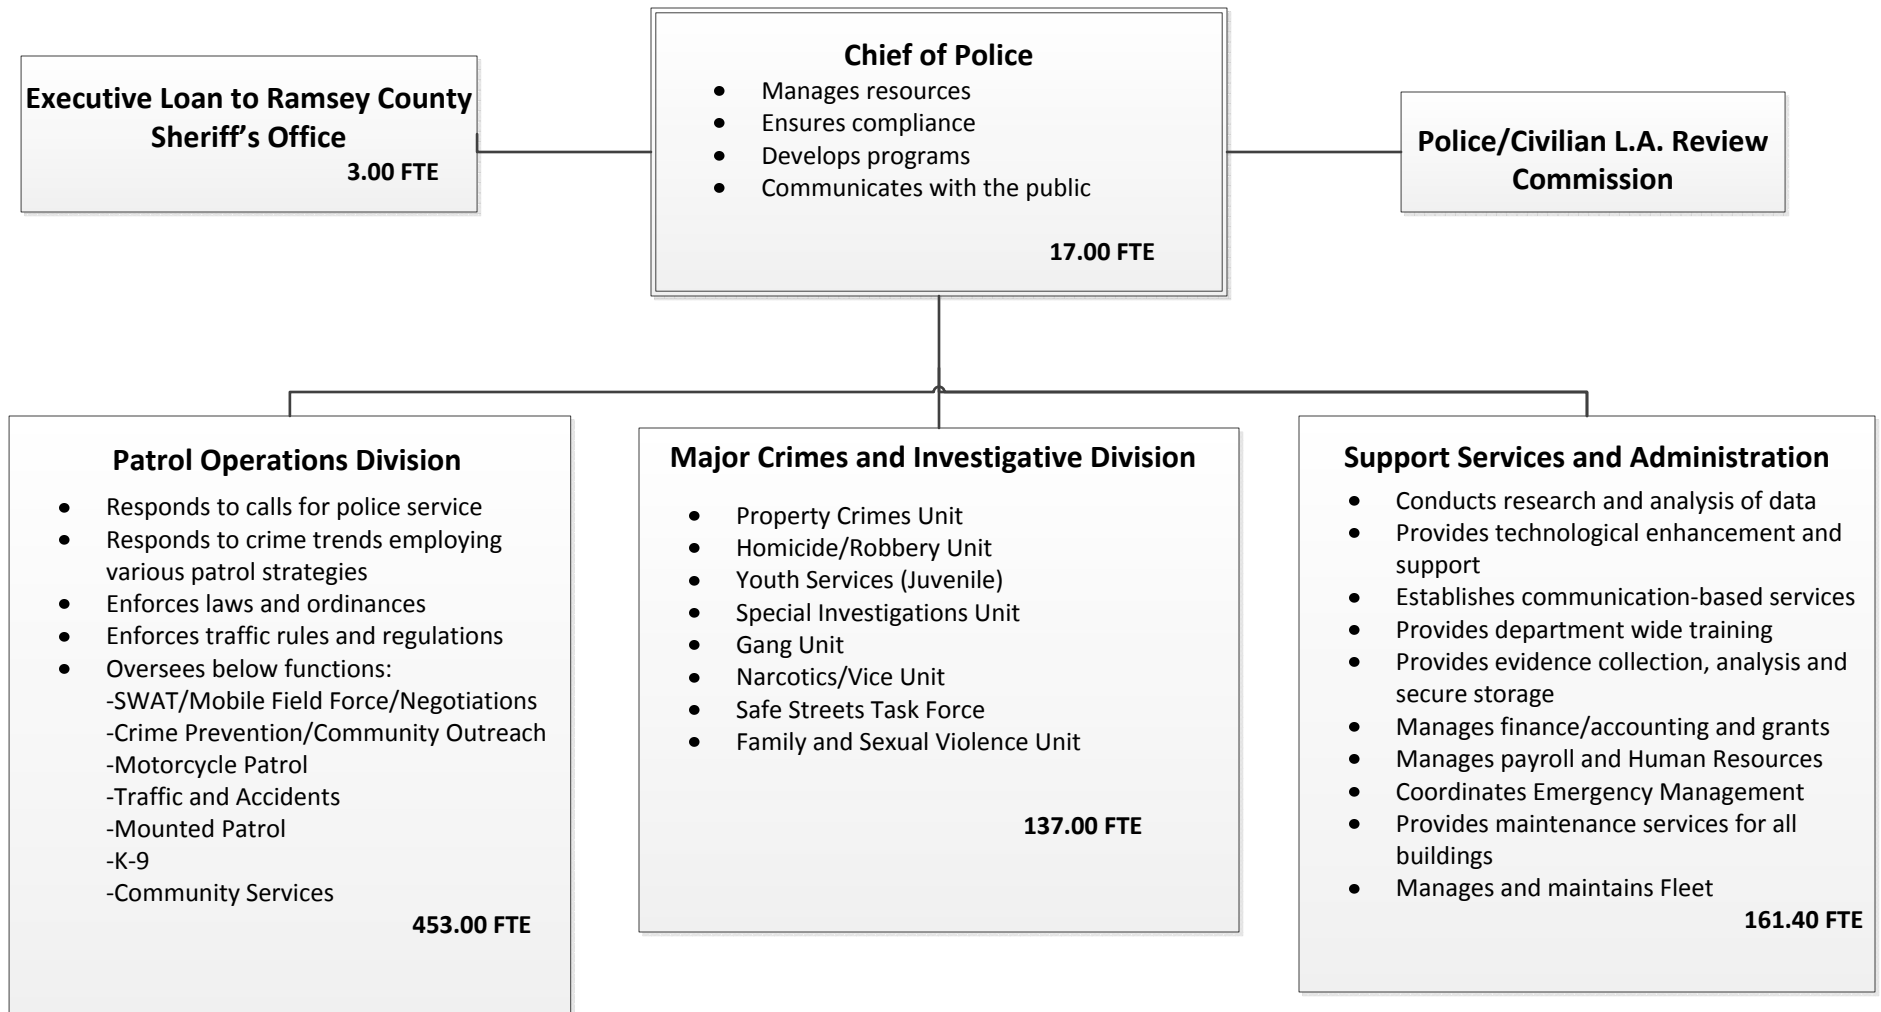 Chief of Police
• Manages resources
• Ensures compliance
• Develops programs
• Communicates with the public
17.00 FTE
Executive Loan to Ramsey County
Sheriff’s Office
3.00 FTE
Police/Civilian L.A. Review
Commission
Patrol Operations Division
• Responds to calls for police service
• Responds to crime trends employing
various patrol strategies
• Enforces laws and ordinances
• Enforces traffic rules and regulations
• Oversees below functions:
-SWAT/Mobile Field Force/Negotiations
-Crime Prevention/Community Outreach
-Motorcycle Patrol
-Traffic and Accidents
-Mounted Patrol
-K-9
-Community Services
453.00 FTE
Major Crimes and Investigative Division
• Property Crimes Unit
• Homicide/Robbery Unit
• Youth Services (Juvenile)
• Special Investigations Unit
• Gang Unit
• Narcotics/Vice Unit
• Safe Streets Task Force
• Family and Sexual Violence Unit
137.00 FTE
Support Services and Administration
• Conducts research and analysis of data
• Provides technological enhancement and
support
• Establishes communication-based services
• Provides department wide training
• Provides evidence collection, analysis and
secure storage
• Manages finance/accounting and grants
• Manages payroll and Human Resources
• Coordinates Emergency Management
• Provides maintenance services for all
buildings
• Manages and maintains Fleet
161.40 FTE